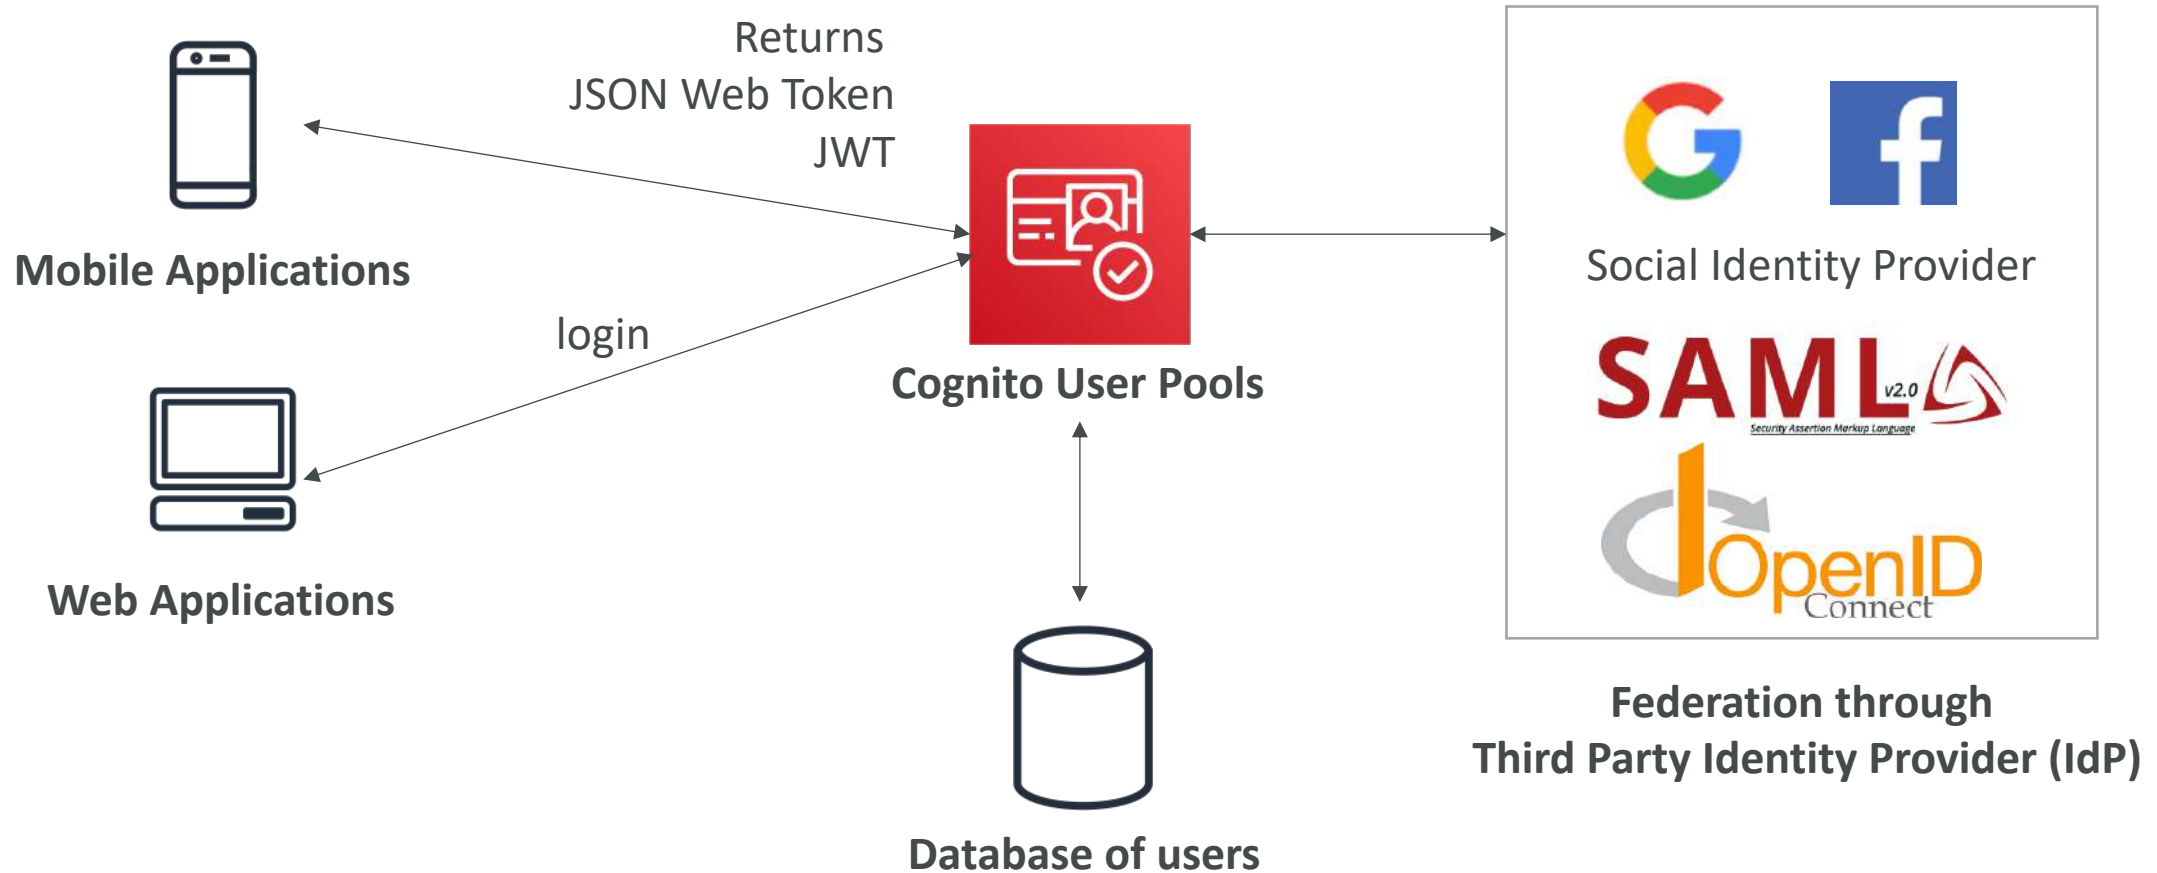 Returns
JSON Web Token
JWT
Mobile Applications
login
Web Applications
Cognito User Pools
Database of users
Social Identity Provider
SAML
v2.0
Security Assertion Markup Language
OpenID
Connect
Federation through
Third Party Identity Provider (IdP)